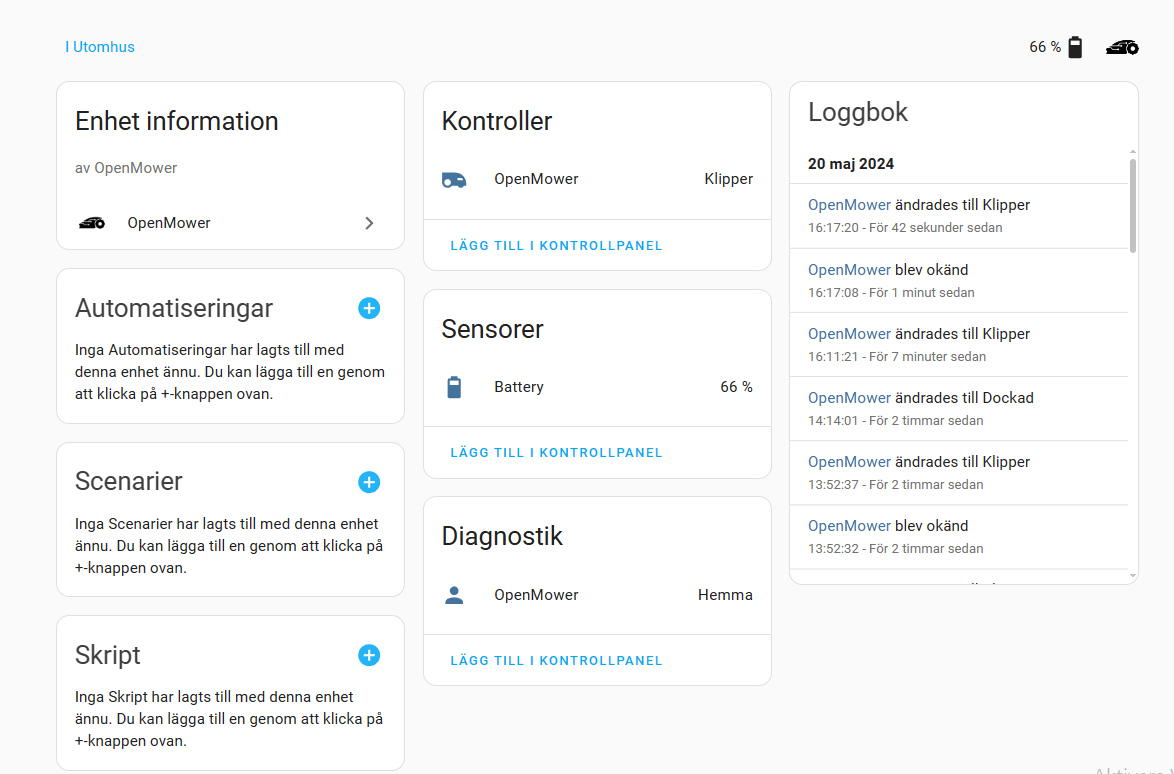 I Utomhus
66 %
Enhet information
av OpenMower
OpenMower
Automatiseringar
Inga Automatiseringar har lagts till med
denna enhet ännu. Du kan lägga till en genom
att klicka på +-knappen ovan.
Scenarier
Inga Scenarier har lagts till med denna enhet
ännu. Du kan lägga till en genom att klicka på
+-knappen ovan.
Skript
Inga Skript har lagts till med denna enhet
ännu. Du kan lägga till en genom att klicka på
+-knappen ovan.
Kontroller
OpenMower Klipper
LÄGG TILL I KONTROLLPANEL
Sensorer
Battery 66 %
LÄGG TILL I KONTROLLPANEL
Diagnostik
OpenMower Hemma
LÄGG TILL I KONTROLLPANEL
Loggbok
20 maj 2024
OpenMower ändrades till Klipper
16:17:20 - För 42 sekunder sedan
OpenMower blev okänd
16:17:08 - För 1 minut sedan
OpenMower ändrades till Klipper
16:11:21 - För 7 minuter sedan
OpenMower ändrades till Dockad
14:14:01 - För 2 timmar sedan
OpenMower ändrades till Klipper
13:52:37 - För 2 timmar sedan
OpenMower blev okänd
13:52:32 - För 2 timmar sedan